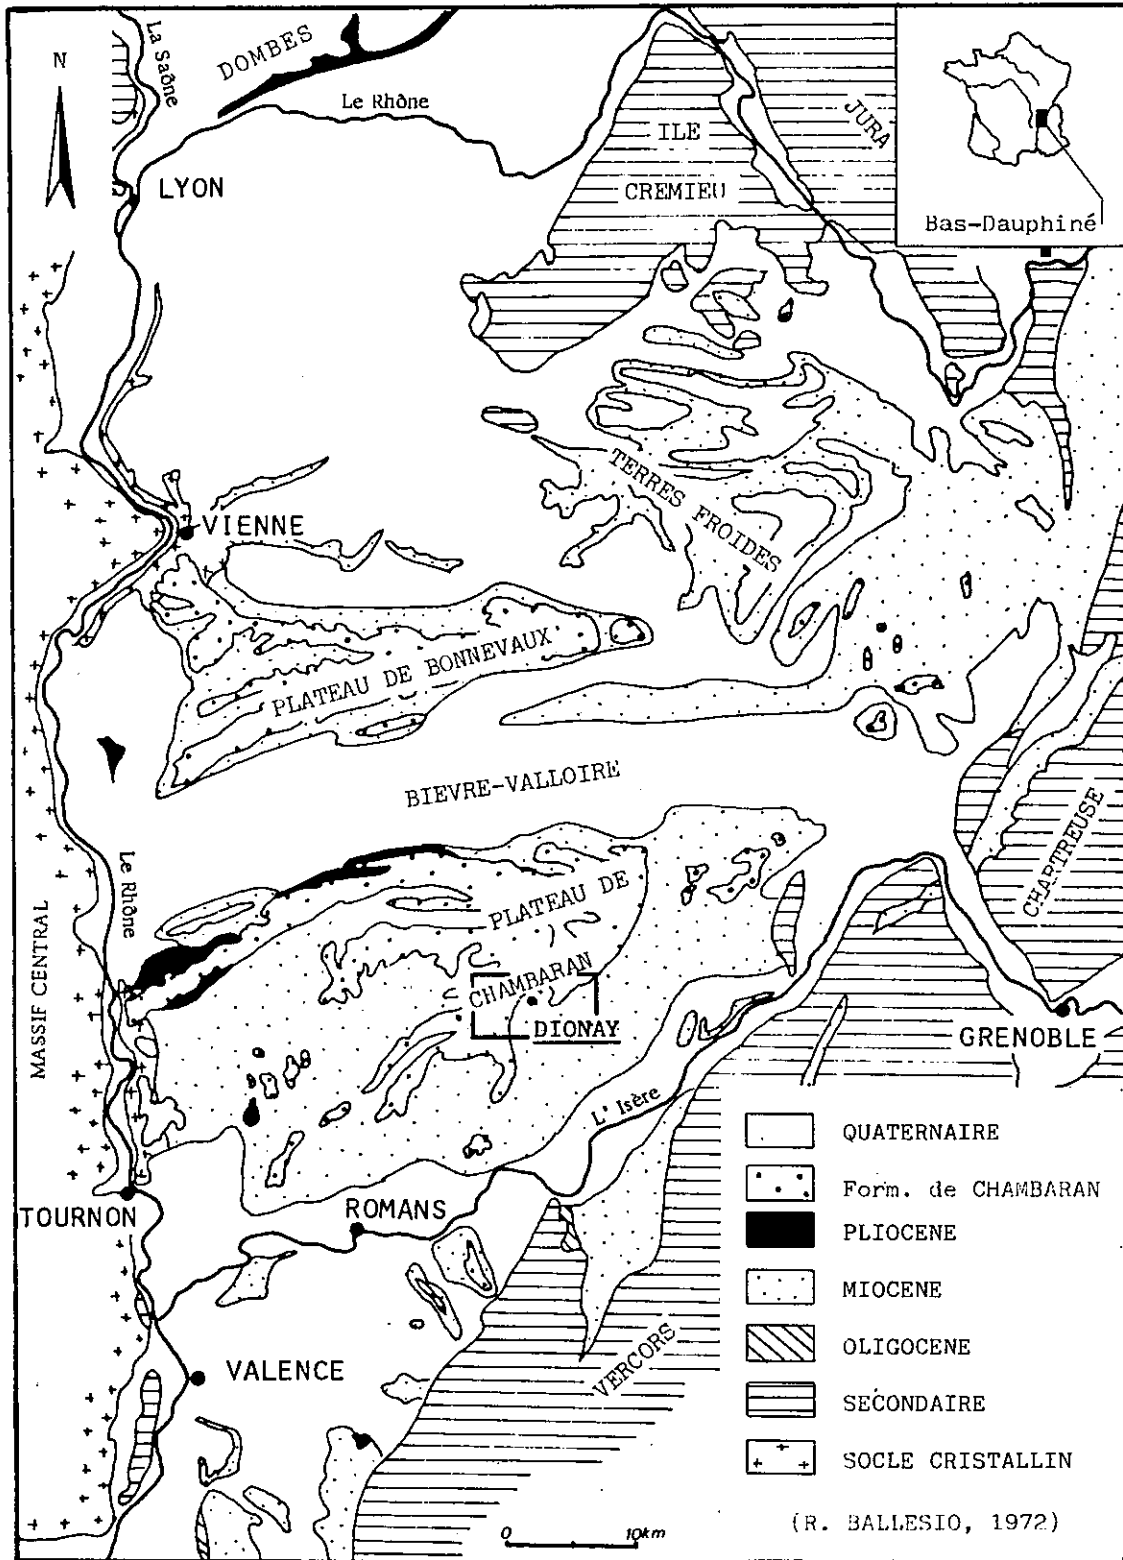 La Saône
N
DOMBES
Le Rhône
LYON
ILE
CREMIEU
JURA
Bas-Dauphiné
TERRES FROIDES
VIENNE
PLATEAU DE BONNEVAUX
BIEVRE-VALLOIRE
CHARTREUSE
Le Rhône
MASSIF CENTRAL
PLATEAU DE
CHAMBARAN
DIONAY
GRENOBLE
L'Isère
TOURNON
ROMANS
VALENCE
VERCORS
QUATERNAIRE
Form. de CHAMBARAN
PLIOCENE
MIOCENE
OLIGOCENE
SECONDAIRE
SOCLE CRISTALLIN
0 10km
(R. BALLESIO, 1972)